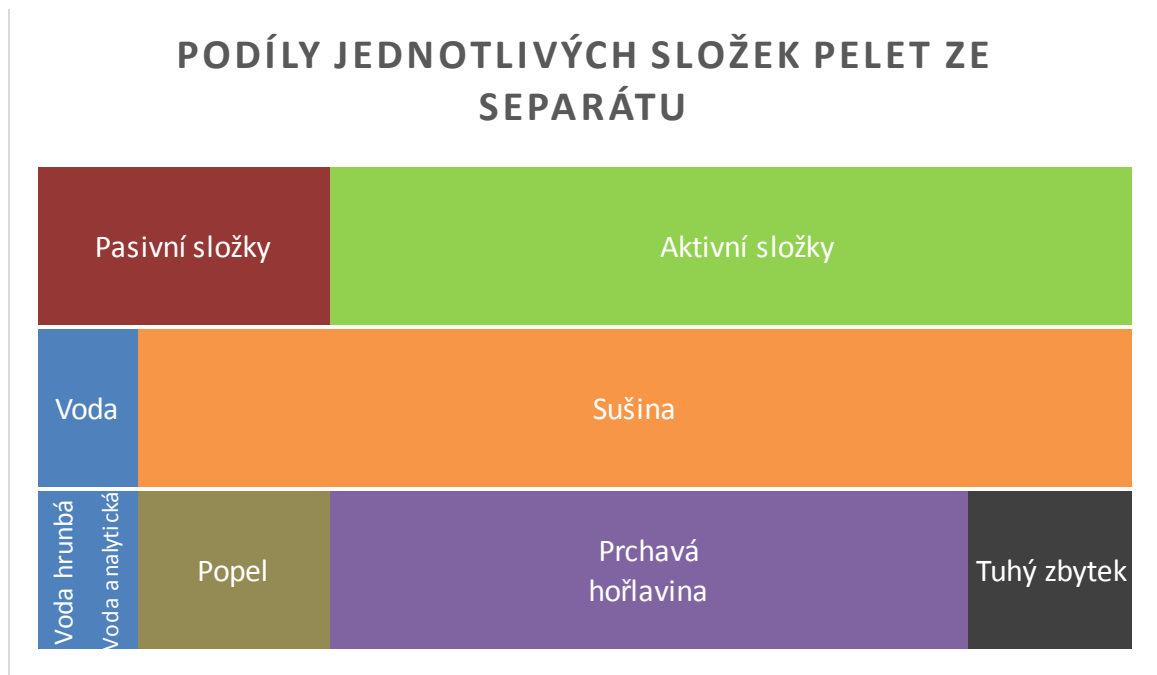 PODÍLY JEDNOTLIVÝCH SLOŽEK PELET ZE
SEPARÁTU
Pasivní složky
Aktivní složky
Voda
Sušina
Voda hrunbá
Voda analytická
Popel
Prchavá
hořlavina
Tuhý zbytek